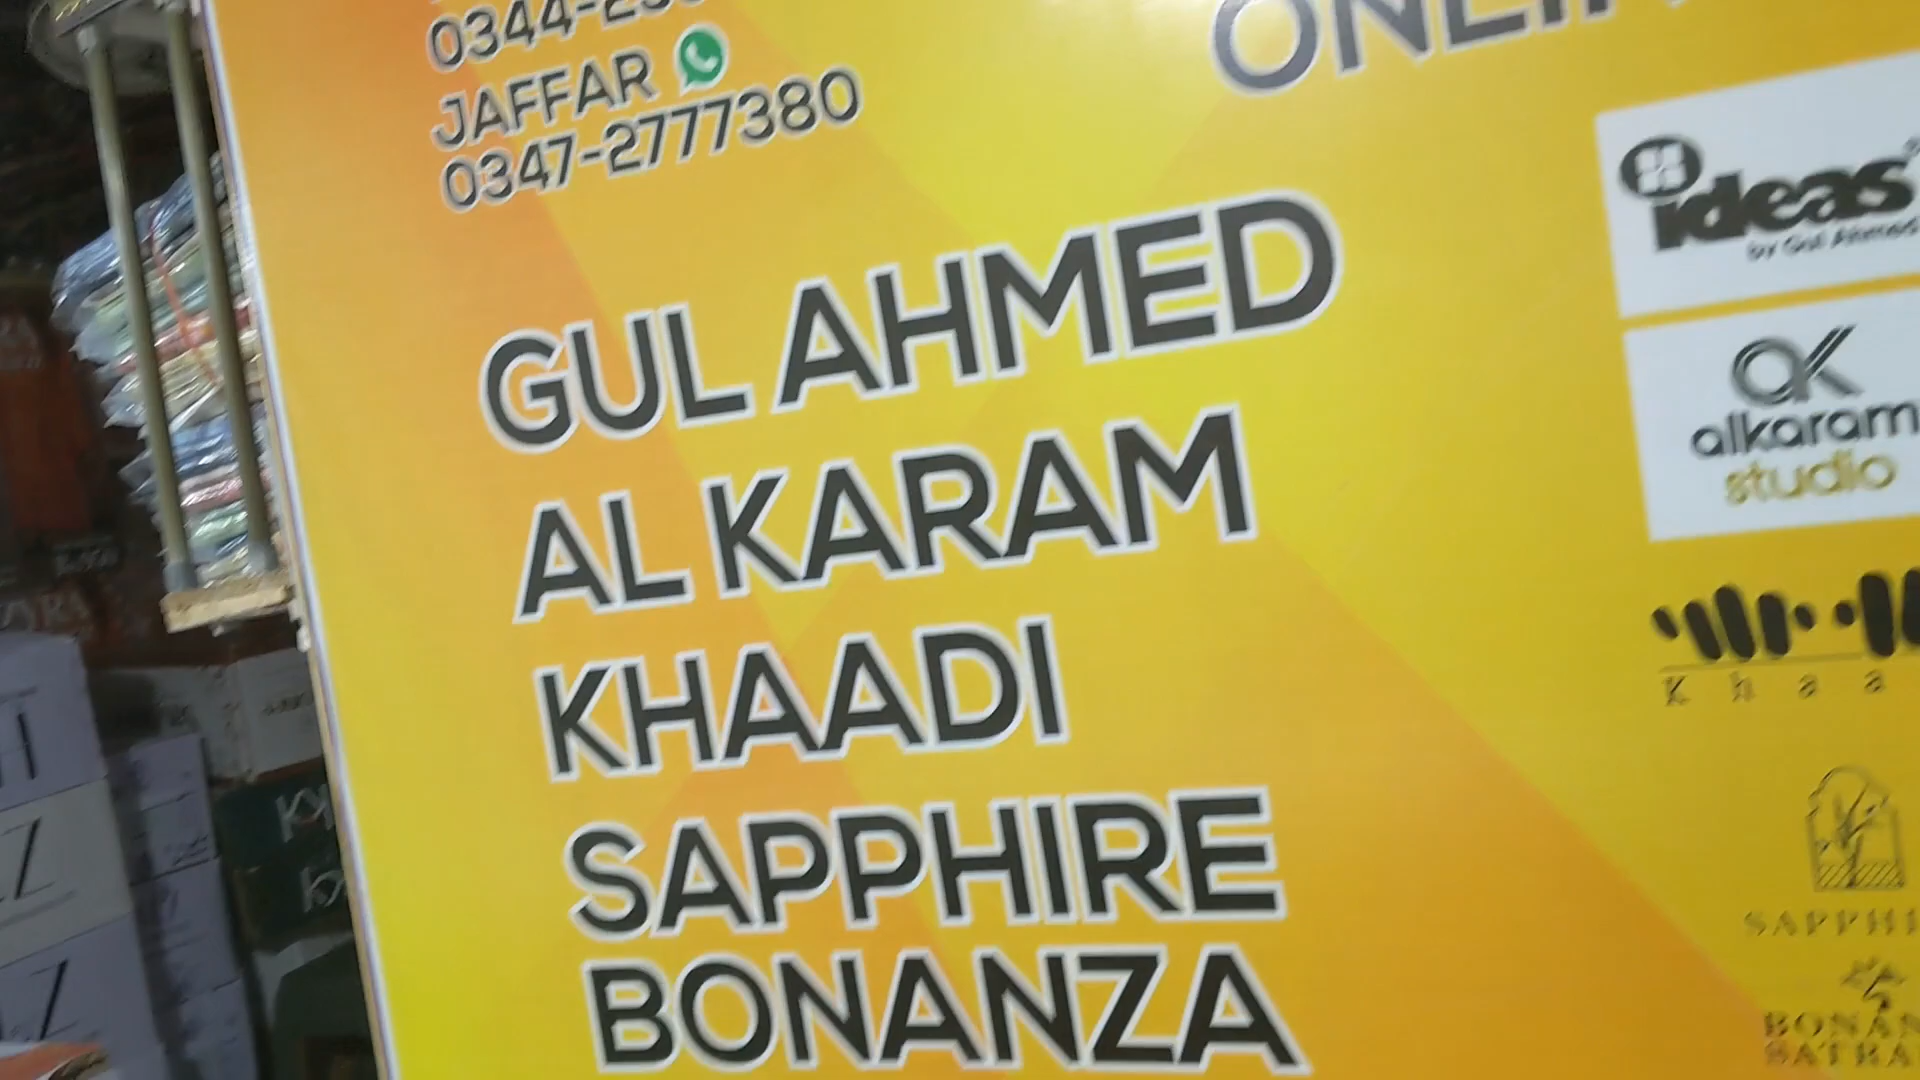 JAFFAR
0347-2777380
GUL AHMED
AL KARAM
KHAADI
SAPPHIRE
BONANZA
ideas
by Gul Ahmed
alkaram
studio